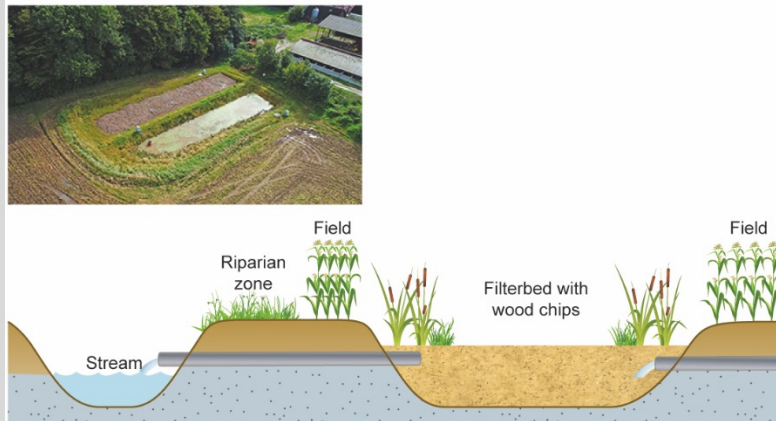 Field
Riparian
zone
Stream
Filterbed with
wood chips
Field